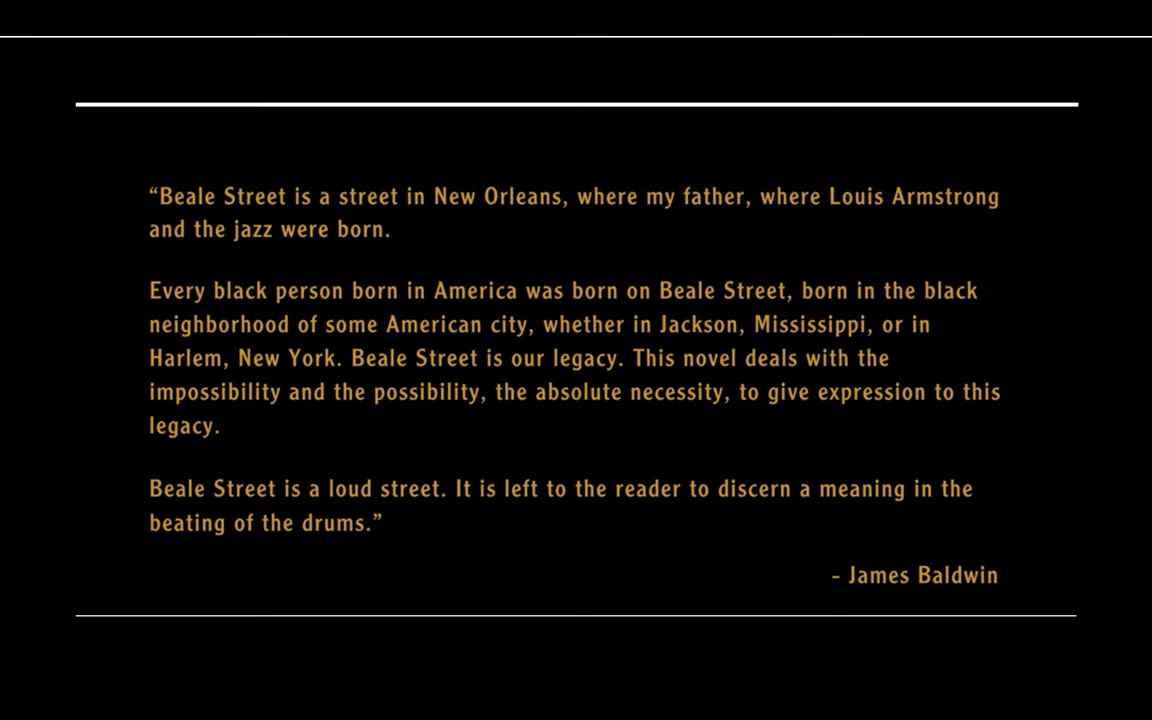 “Beale Street is a street in New Orleans, where my father, where Louis Armstrong
and the jazz were born.
Every black person born in America was born on Beale Street, born in the black
neighborhood of some American city, whether in Jackson, Mississippi, or in
Harlem, New York. Beale Street is our legacy. This novel deals with the
impossibility and the possibility, the absolute necessity, to give expression to this
legacy.
Beale Street is a loud street. It is left to the reader to discern a meaning in the
beating of the drums.”
- James Baldwin